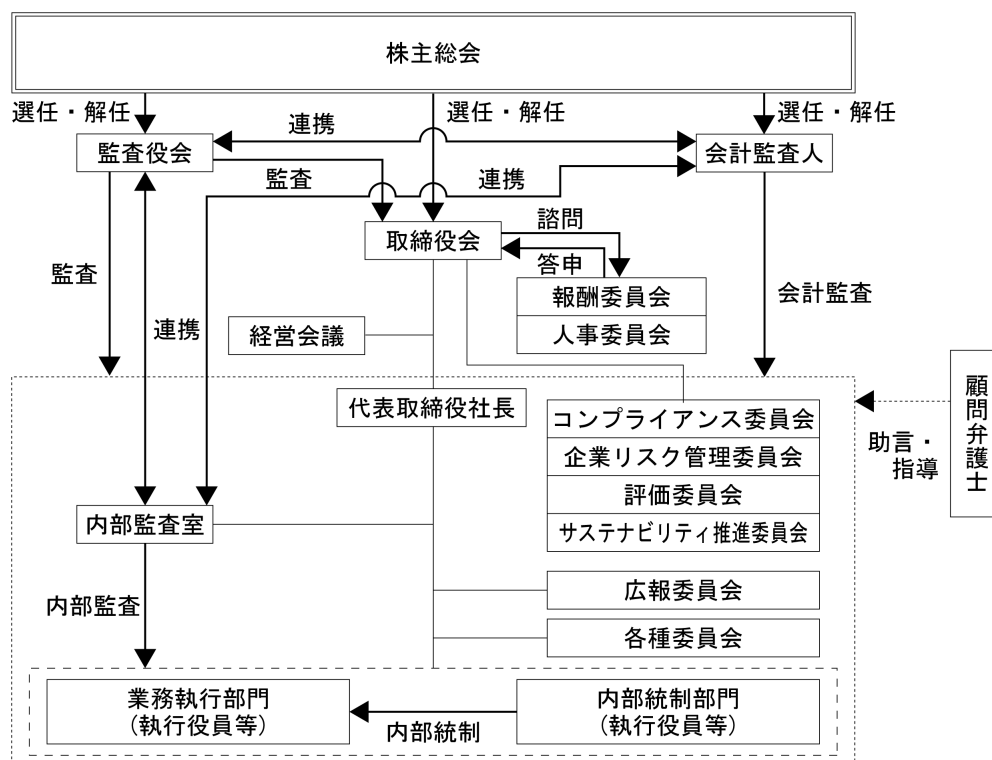 株主総会
選任・解任
選任・解任
選任・解任
連携
監査役会
会計監査人
監査
連携
取締役会
諮問
答申
監査
報酬委員会
会計監査
連携
経営会議
人事委員会
代表取締役社長
顧問弁護士
コンプライアンス委員会
助言・
指導
企業リスク管理委員会
評価委員会
内部監査室
サステナビリティ推進委員会
内部監査
広報委員会
各種委員会
業務執行部門
(執行役員等)
内部統制
内部統制部門
(執行役員等)